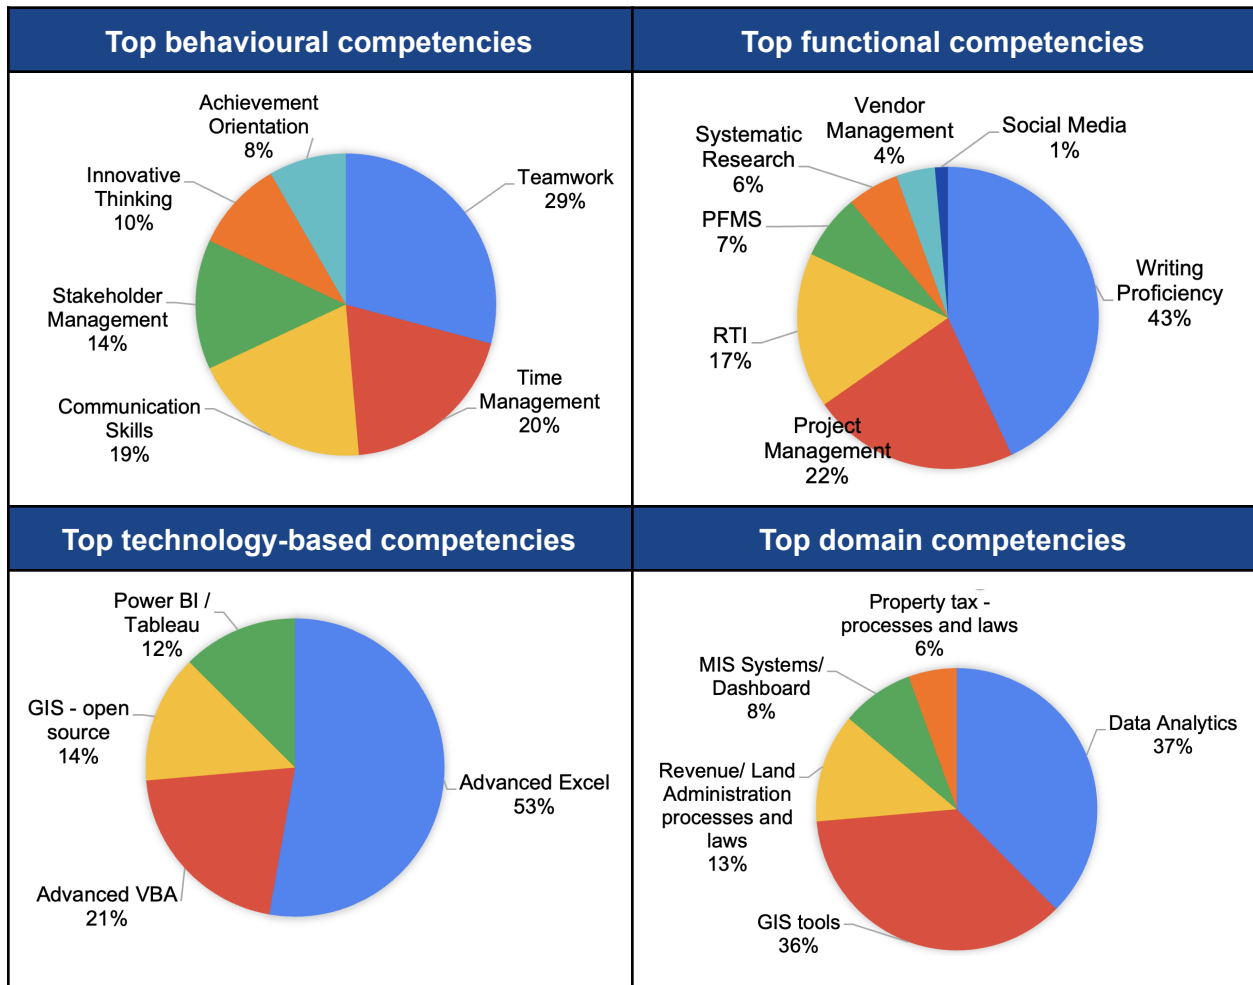 Top behavioural competencies
Achievement
Orientation
8%
Innovative
Thinking
10%
Teamwork
29%
Stakeholder
Management
14%
Time
Management
20%
Communication
Skills
19%
Top functional competencies
Vendor
Management
4%
Social Media
1%
Systematic
Research
6%
PFMS
7%
Writing
Proficiency
43%
RTI
17%
Project
Management
22%
Top technology-based competencies
Power BI /
Tableau
12%
GIS - open
source
14%
Advanced Excel
53%
Advanced VBA
21%
Top domain competencies
Property tax -
processes and laws
6%
MIS Systems/
Dashboard
8%
Data Analytics
37%
Revenue/ Land
Administration
processes and
laws
13%
GIS tools
36%